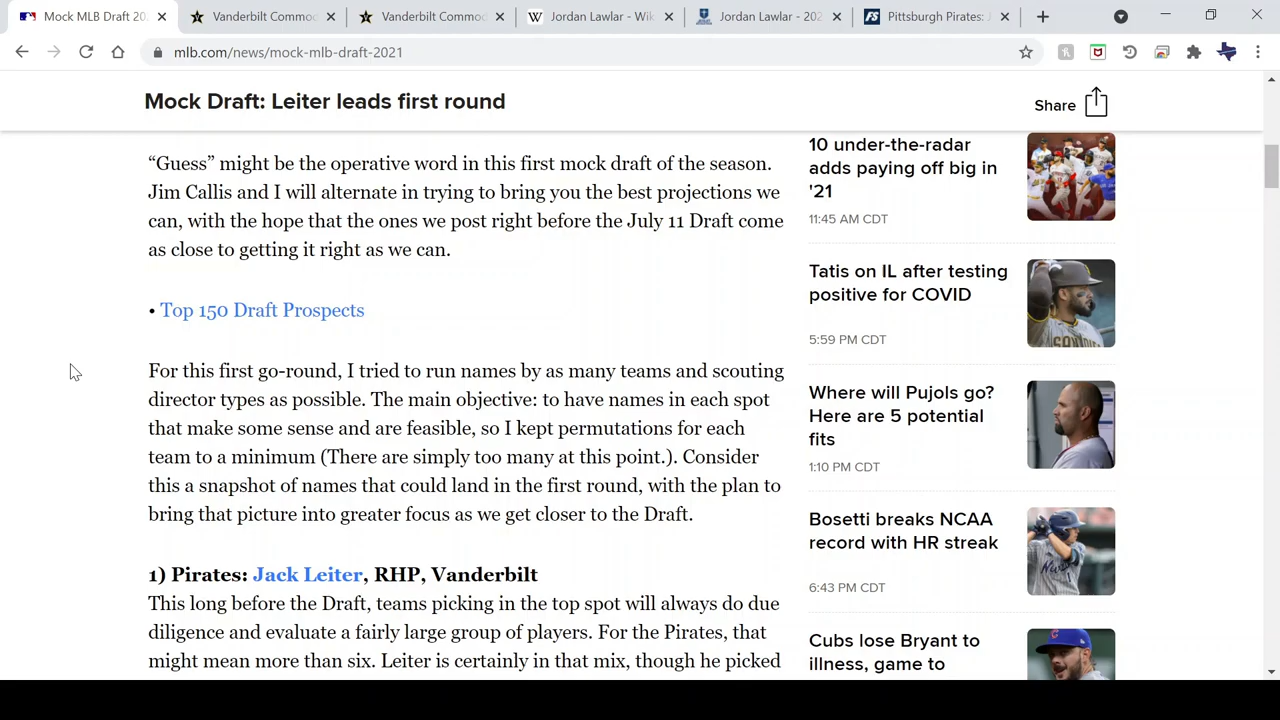 Mock MLB Draft 20
Vanderbilt Commod
Vanderbilt Commod
Jordan Lawlar - Wik
Jordan Lawlar - 202
Pittsburgh Pirates: J
mlb.com/news/mock-mlb-draft-2021
Mock Draft: Leiter leads first round
Share
“Guess” might be the operative word in this first mock draft of the season.
Jim Callis and I will alternate in trying to bring you the best projections we
can, with the hope that the ones we post right before the July 11 Draft come
as close to getting it right as we can.
• Top 150 Draft Prospects
For this first go-round, I tried to run names by as many teams and scouting
director types as possible. The main objective: to have names in each spot
that make some sense and are feasible, so I kept permutations for each
team to a minimum (There are simply too many at this point.). Consider
this a snapshot of names that could land in the first round, with the plan to
bring that picture into greater focus as we get closer to the Draft.
1) Pirates: Jack Leiter, RHP, Vanderbilt
This long before the Draft, teams picking in the top spot will always do due
diligence and evaluate a fairly large group of players. For the Pirates, that
might mean more than six. Leiter is certainly in that mix, though he picked
10 under-the-radar
adds paying off big in
'21
11:45 AM CDT
Tatis on IL after testing
positive for COVID
5:59 PM CDT
Where will Pujols go?
Here are 5 potential
fits
1:10 PM CDT
Bosetti breaks NCAA
record with HR streak
6:43 PM CDT
Cubs lose Bryant to
illness, game to